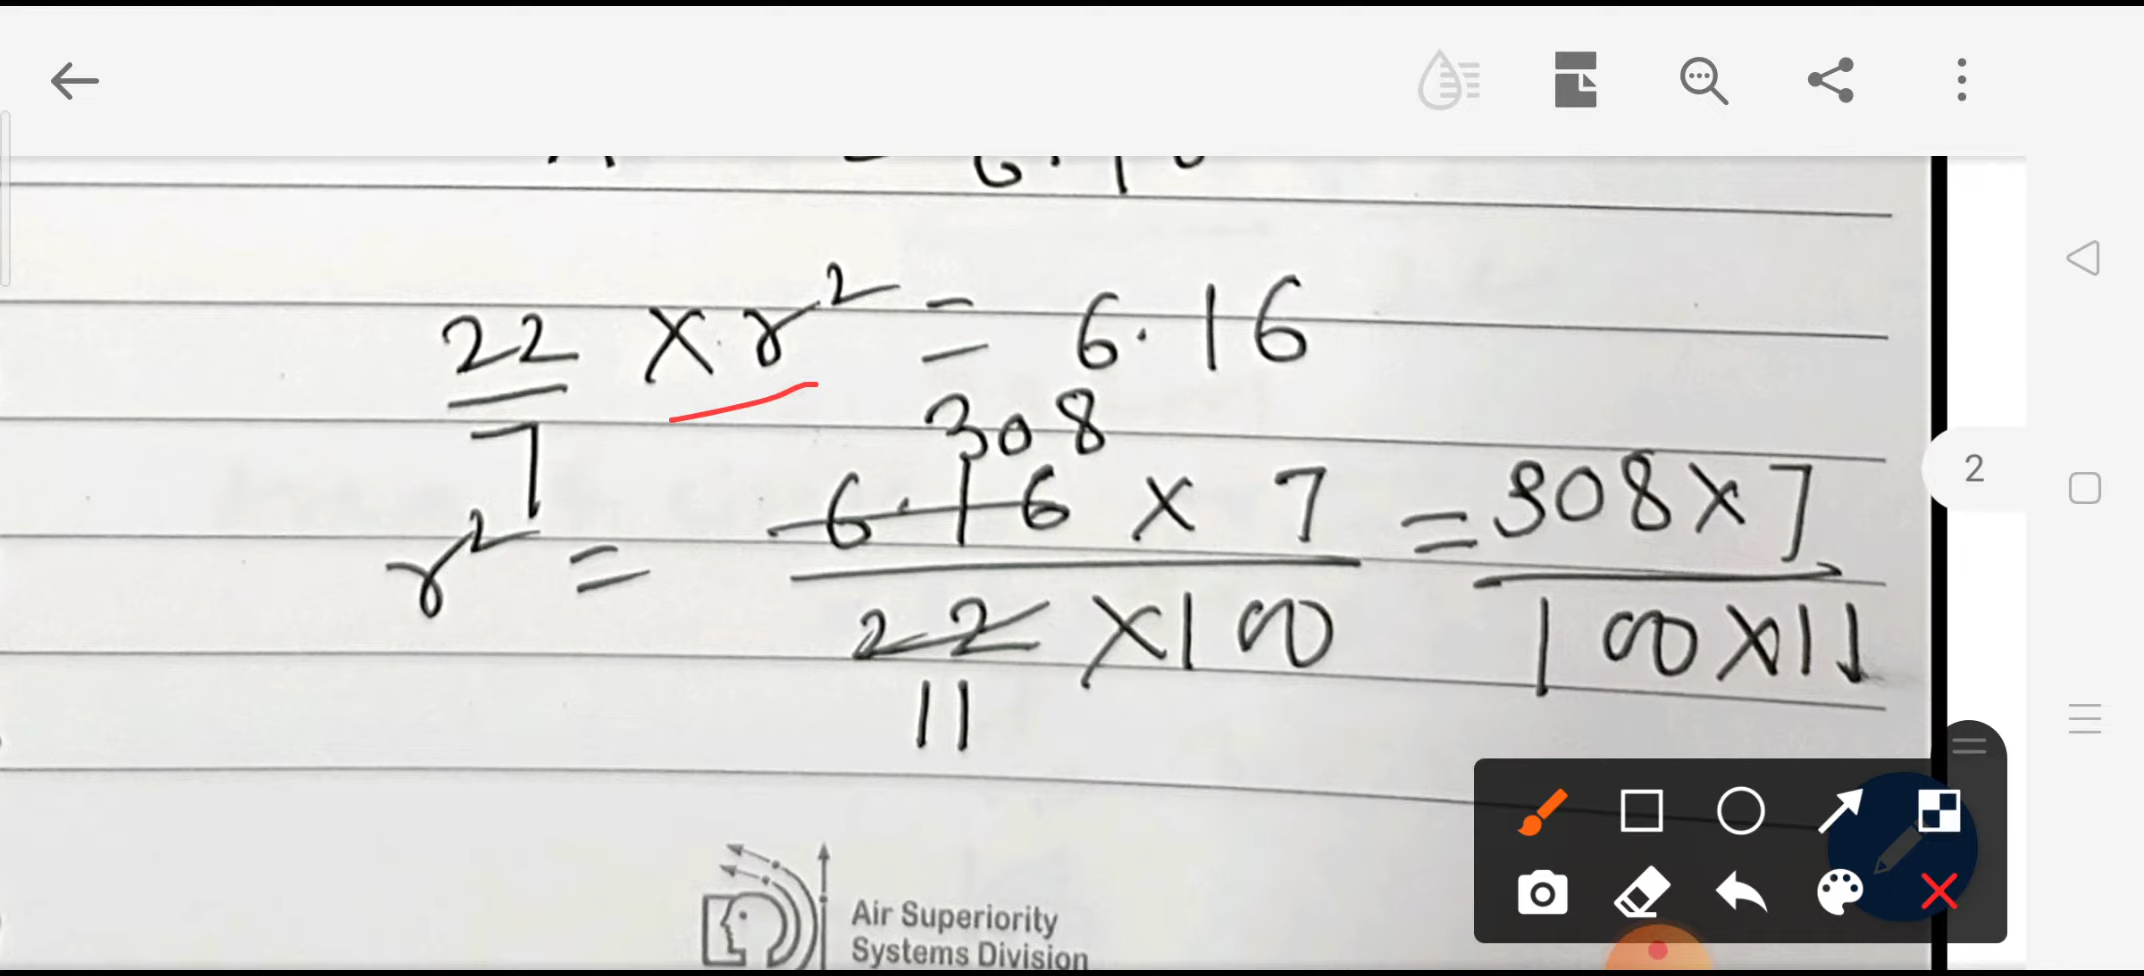 22/7 × r² = 6.16
308
r² = 6.16 × 7 / 22 × 100 = 308 × 7 / 100 × 11
11
2
Air Superiority
Systems Division